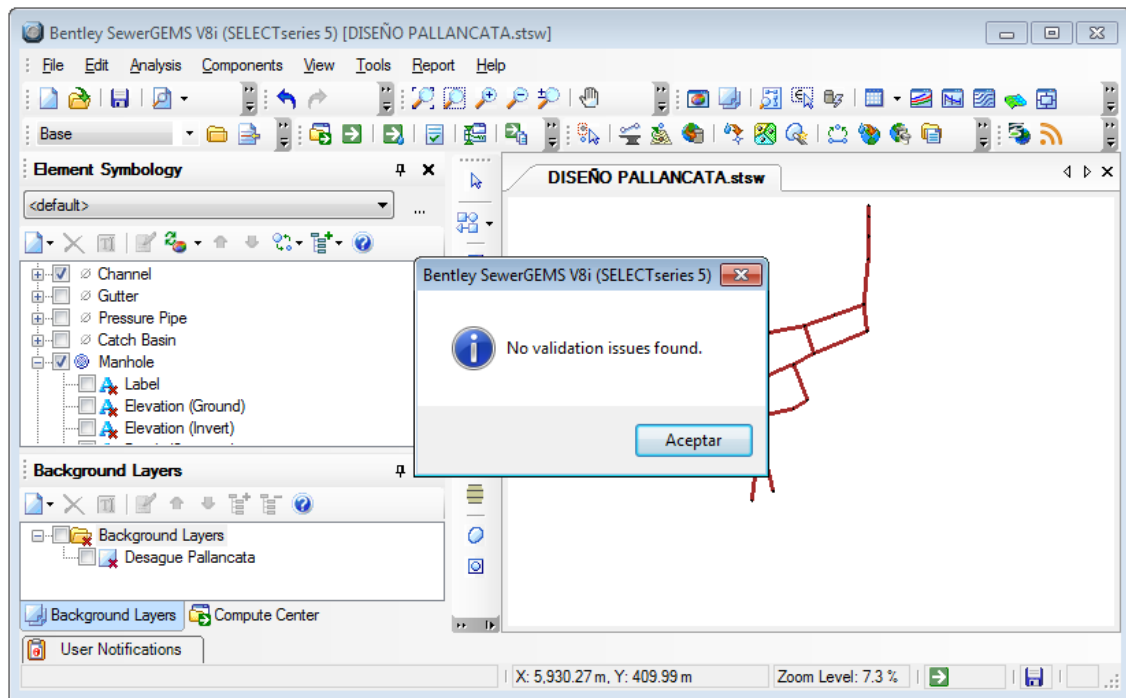 Bentley SewerGEMS V8i (SELECTseries 5) [DISEÑO PALLANCATA.stsw]
File Edit Analysis Components View Tools Report Help
Base
Element Symbology
<default>
...
Channel
Gutter
Pressure Pipe
Catch Basin
Manhole
Label
Elevation (Ground)
Elevation (Invert)
DISEÑO PALLANCATA.stsw
Bentley SewerGEMS V8i (SELECTseries 5)
No validation issues found.
Aceptar
Background Layers
Background Layers
Desague Pallancata
Background Layers Compute Center
User Notifications
X: 5,930.27 m, Y: 409.99 m Zoom Level: 7.3 %